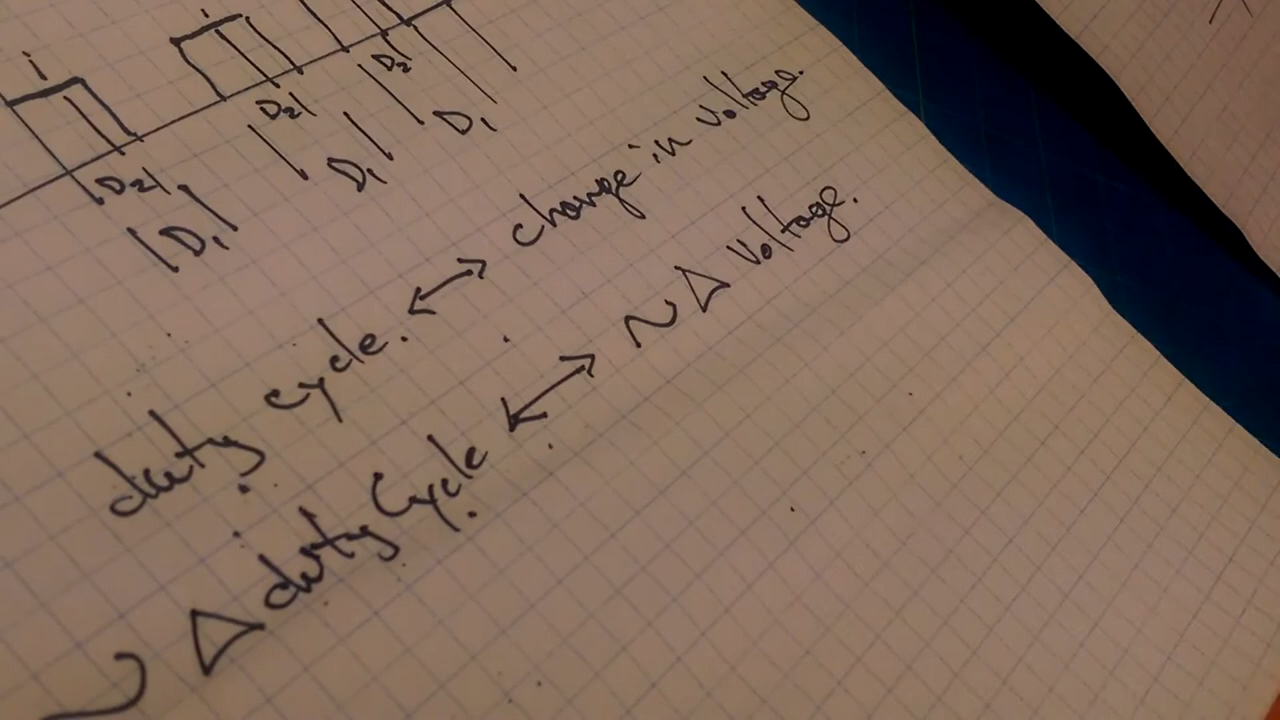 i i
D2 D2 D2
D1 D1 D1
duty cycle. ↔ change in voltage.
~ Δ duty cycle ↔ ~ Δ voltage.